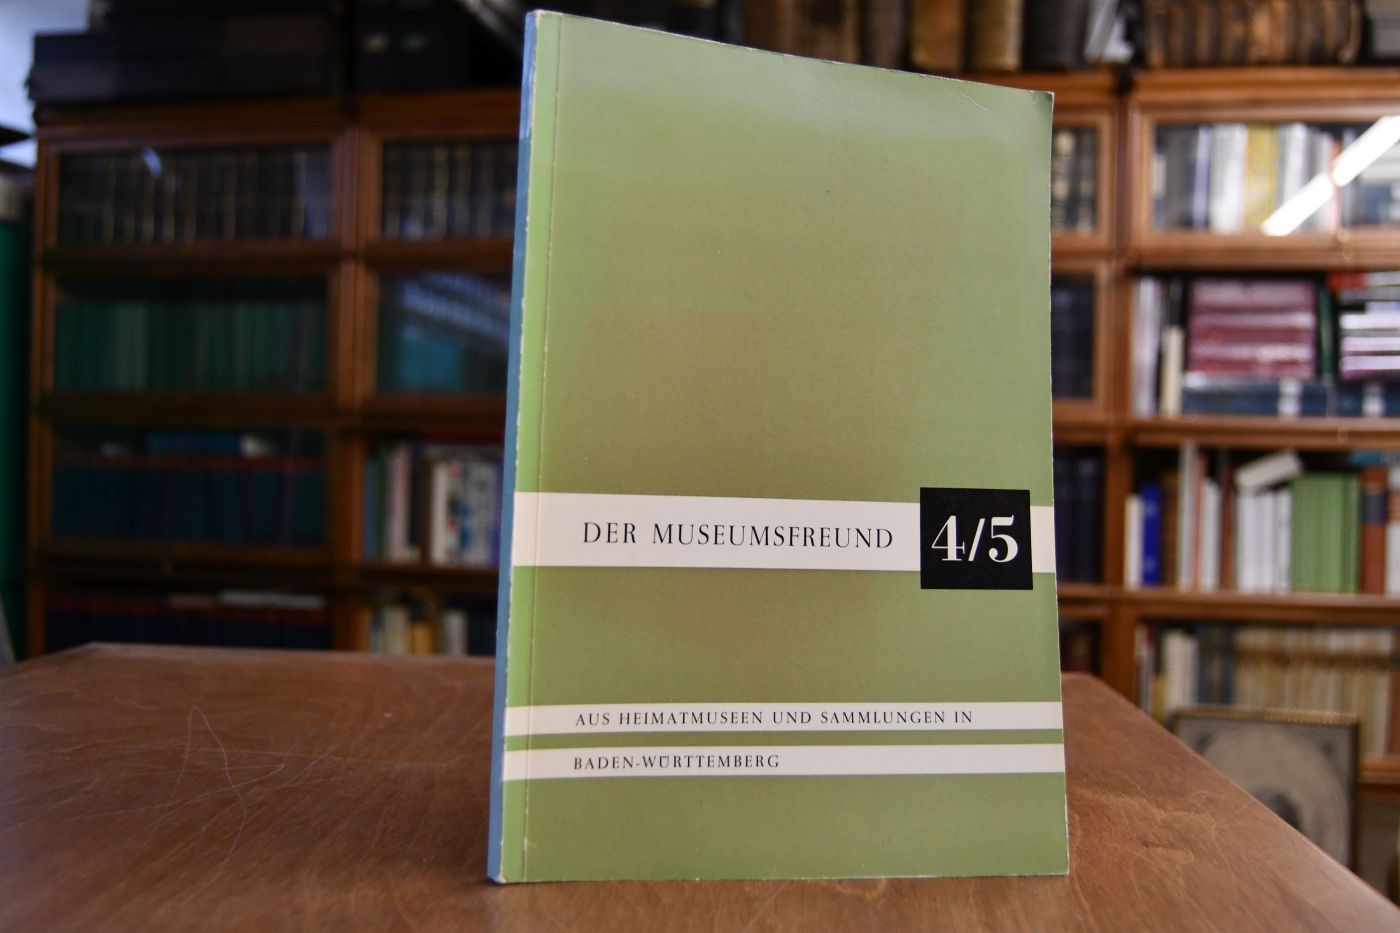 DER MUSEUMSFREUND 4/5
AUS HEIMATMUSEEN UND SAMMLUNGEN IN
BADEN-WÜRTTEMBERG